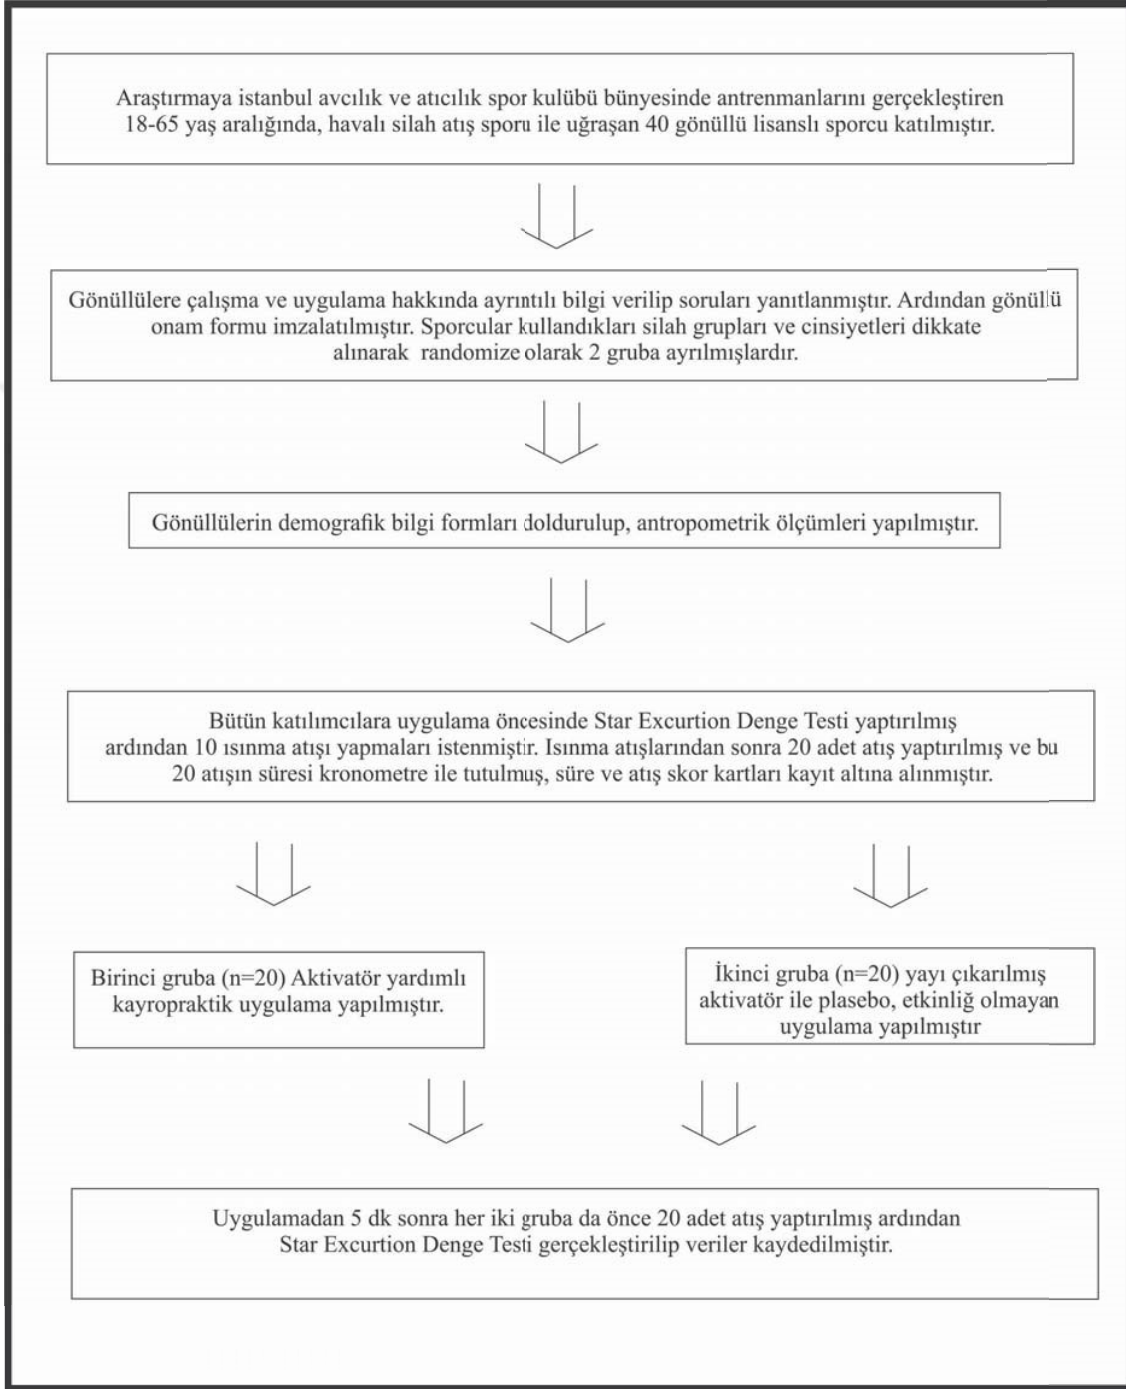 Araştırmaya istanbul avcılık ve atıcılık spor kulübü bünyesinde antrenmanlarını gerçekleştiren
18-65 yaş aralığında, havalı silah atış sporu ile uğraşan 40 gönüllü lisanslı sporcu katılmıştır.
Gönüllülere çalışma ve uygulama hakkında ayrıntılı bilgi verilip soruları yanıtlanmıştır. Ardından gönüllü
onam formu imzalatılmıştır. Sporcular kullandıkları silah grupları ve cinsiyetleri dikkate
alınarak randomize olarak 2 gruba ayrılmışlardır.
Gönüllülerin demografik bilgi formları doldurulup, antropometrik ölçümleri yapılmıştır.
Bütün katılımcılara uygulama öncesinde Star Excurtion Denge Testi yaptırılmış
ardından 10 ısınma atışı yapmaları istenmiştir. Isınma atışlarından sonra 20 adet atış yaptırılmış ve bu
20 atışın süresi kronometre ile tutulmuş, süre ve atış skor kartları kayıt altına alınmıştır.
Birinci gruba (n=20) Aktivatör yardımlı
kayropraktik uygulama yapılmıştır.
İkinci gruba (n=20) yayı çıkarılmış
aktivatör ile plasebo, etkinliğ olmayan
uygulama yapılmıştır
Uygulamadan 5 dk sonra her iki gruba da önce 20 adet atış yaptırılmış ardından
Star Excurtion Denge Testi gerçekleştirilip veriler kaydedilmiştir.